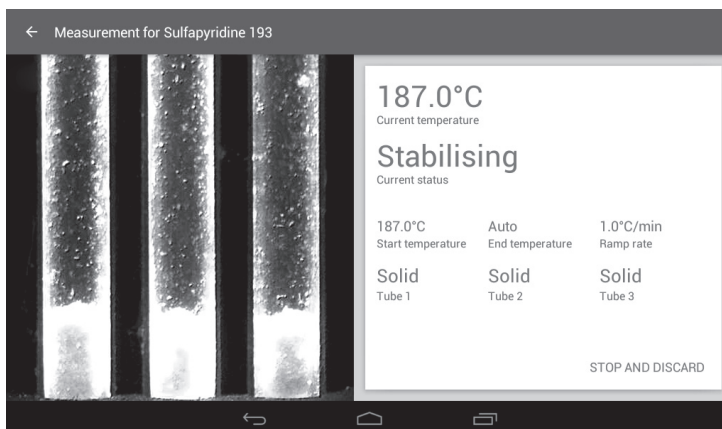 Measurement for Sulfapyridine 193
187.0°C
Current temperature
Stabilising
Current status
187.0°C Auto 1.0°C/min
Start temperature End temperature Ramp rate
Solid Solid Solid
Tube 1 Tube 2 Tube 3
STOP AND DISCARD